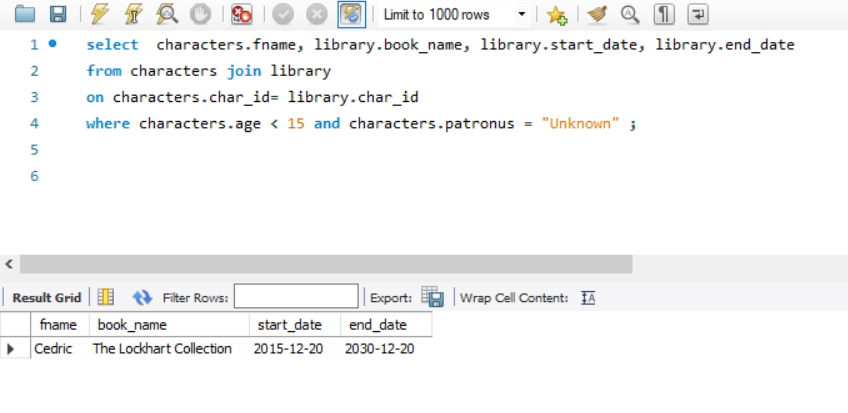 Limit to 1000 rows
1 select characters.fname, library.book_name, library.start_date, library.end_date
2 from characters join library
3 on characters.char_id= library.char_id
4 where characters.age < 15 and characters.patronus = "Unknown" ;
5
6
Result Grid Filter Rows: Export: Wrap Cell Content: IA
fname book_name start_date end_date
Cedric The Lockhart Collection 2015-12-20 2030-12-20